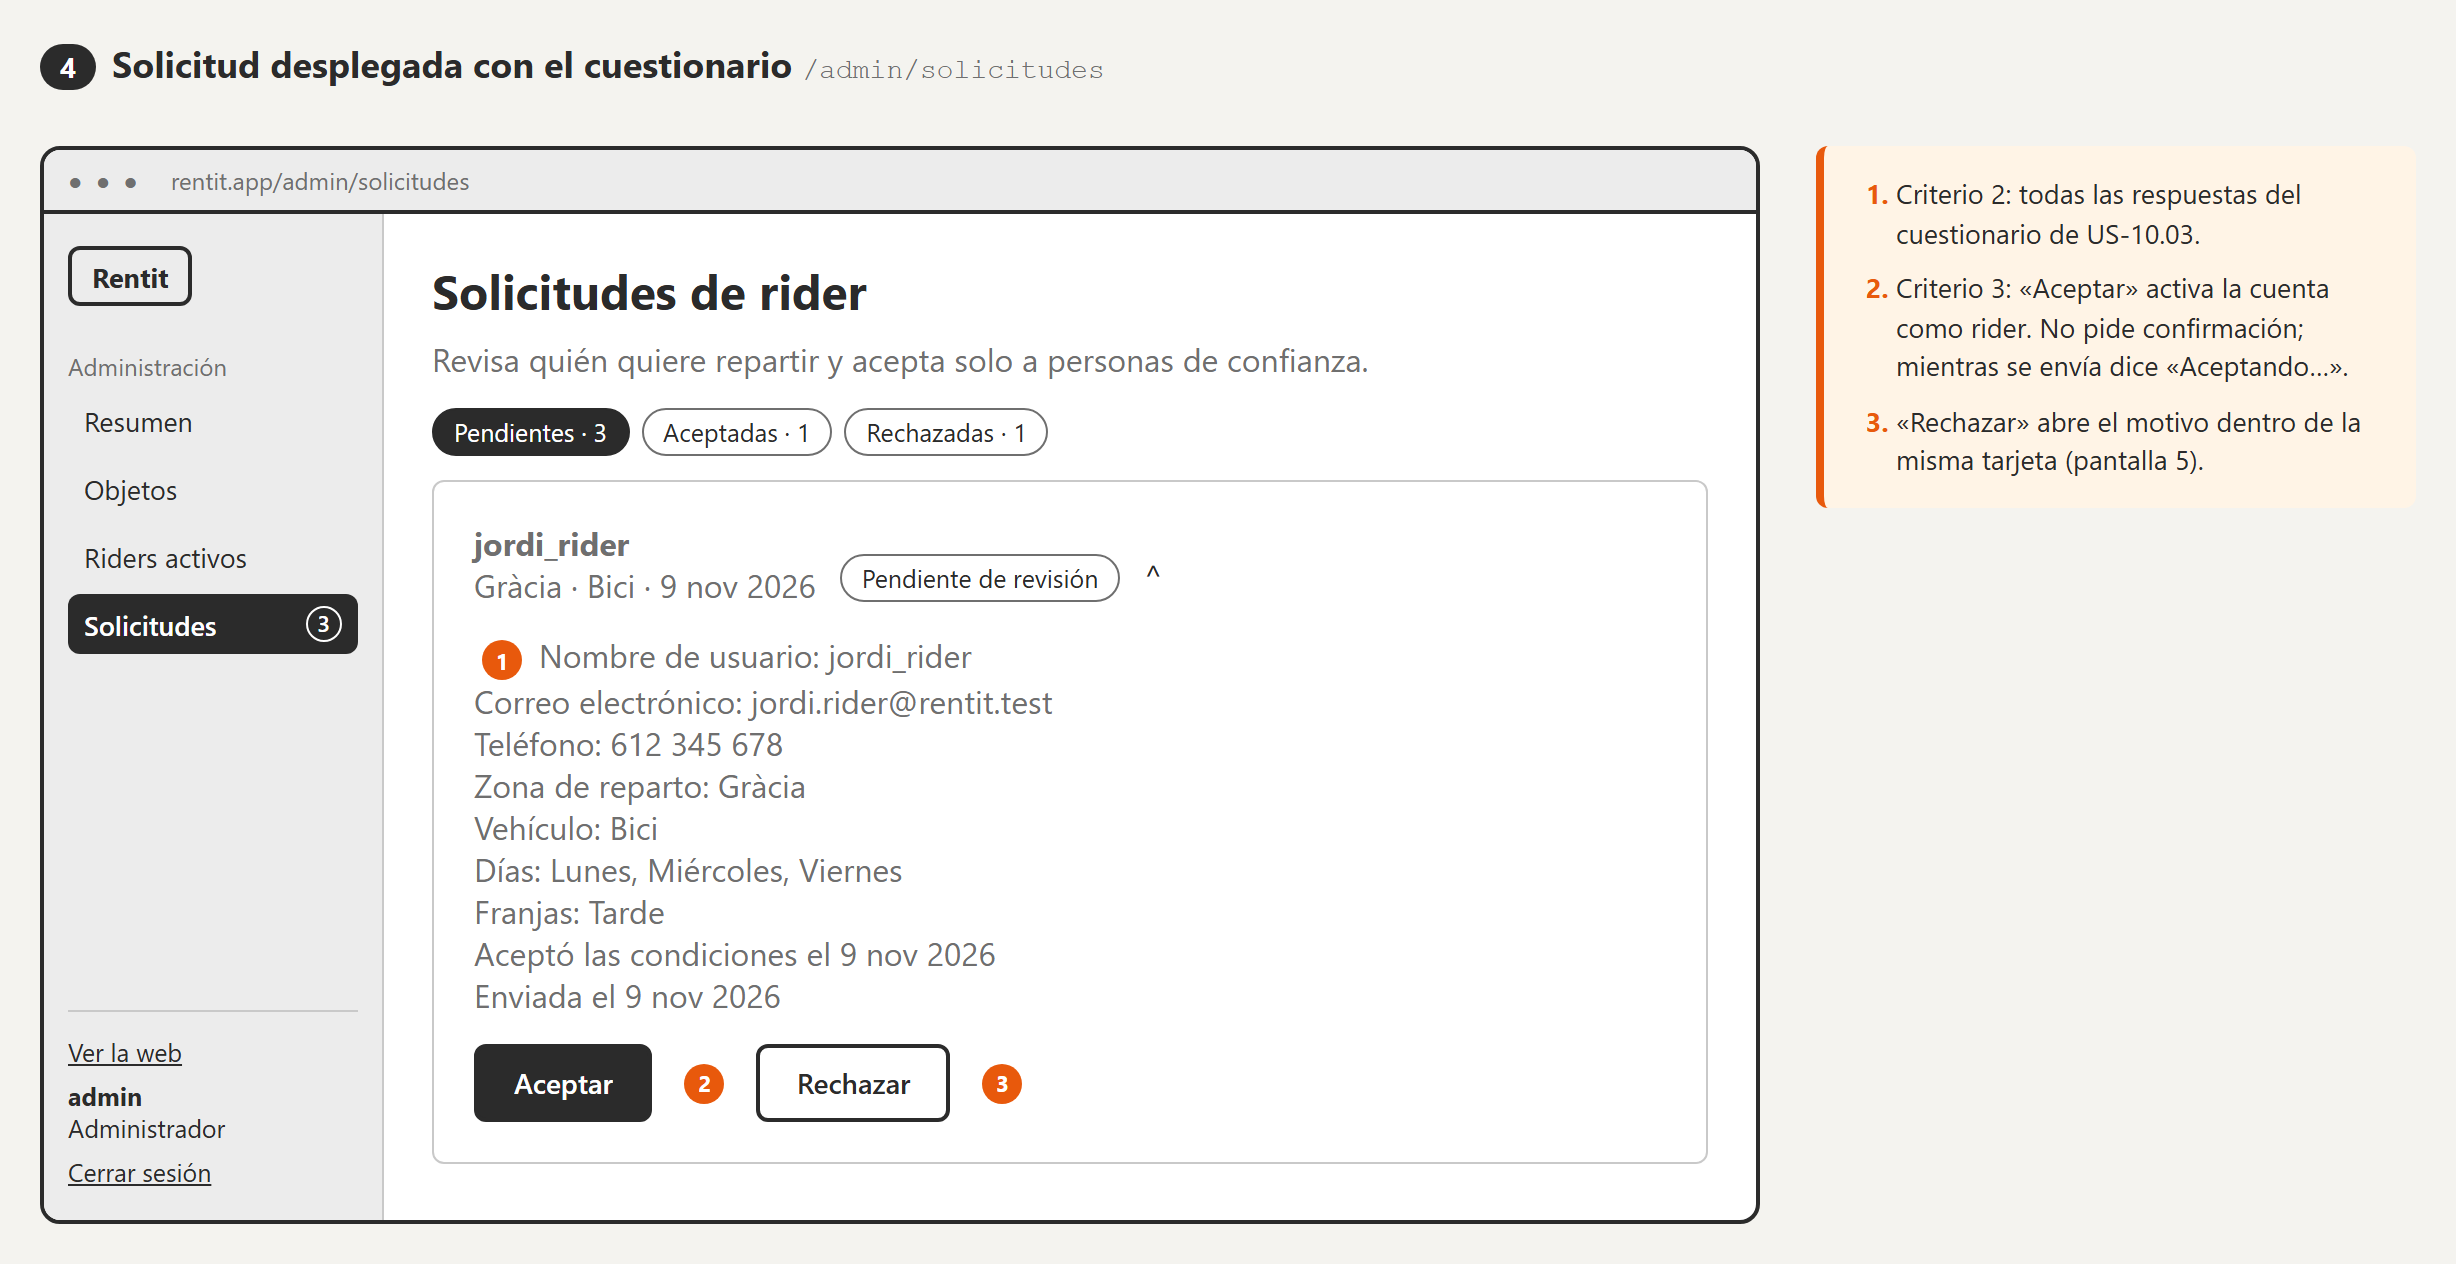 4 Solicitud desplegada con el cuestionario /admin/solicitudes
rentit.app/admin/solicitudes
Rentit
Administración
Resumen
Objetos
Riders activos
Solicitudes 3
Ver la web
admin
Administrador
Cerrar sesión
Solicitudes de rider
Revisa quién quiere repartir y acepta solo a personas de confianza.
Pendientes · 3 Aceptadas · 1 Rechazadas · 1
jordi_rider
Gràcia · Bici · 9 nov 2026 Pendiente de revisión ^
1 Nombre de usuario: jordi_rider
Correo electrónico: jordi.rider@rentit.test
Teléfono: 612 345 678
Zona de reparto: Gràcia
Vehículo: Bici
Días: Lunes, Miércoles, Viernes
Franjas: Tarde
Aceptó las condiciones el 9 nov 2026
Enviada el 9 nov 2026
Aceptar 2 Rechazar 3
1. Criterio 2: todas las respuestas del
cuestionario de US-10.03.
2. Criterio 3: «Aceptar» activa la cuenta
como rider. No pide confirmación;
mientras se envía dice «Aceptando…».
3. «Rechazar» abre el motivo dentro de la
misma tarjeta (pantalla 5).